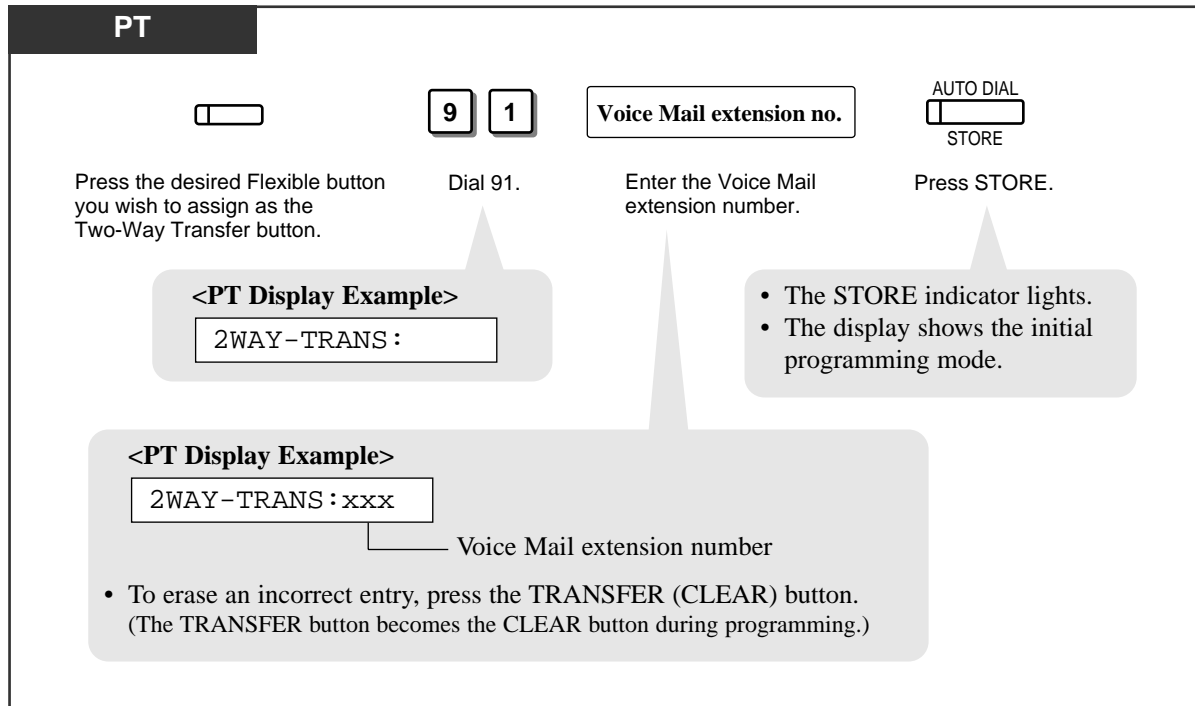 PT
9 1
Voice Mail extension no.
AUTO DIAL
STORE
Press the desired Flexible button
you wish to assign as the
Two-Way Transfer button.
Dial 91.
Enter the Voice Mail
extension number.
Press STORE.
<PT Display Example>
2WAY-TRANS:
• The STORE indicator lights.
• The display shows the initial
programming mode.
<PT Display Example>
2WAY-TRANS:xxx
Voice Mail extension number
• To erase an incorrect entry, press the TRANSFER (CLEAR) button.
(The TRANSFER button becomes the CLEAR button during programming.)